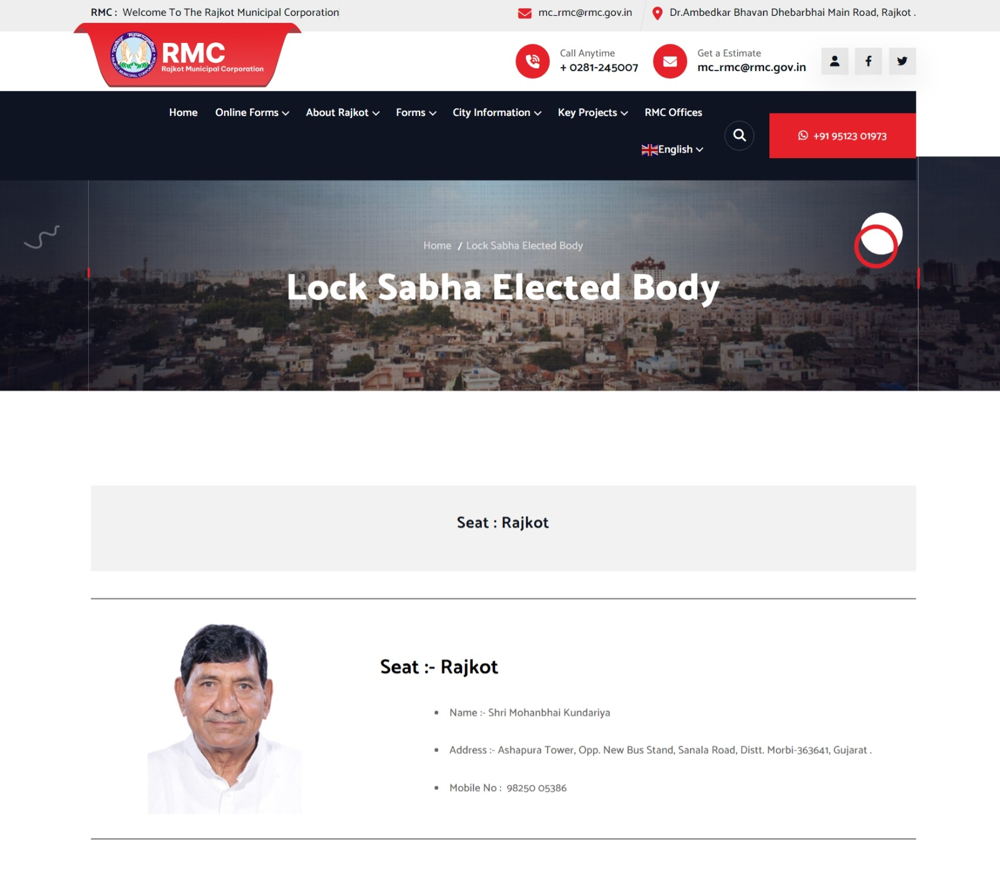 RMC : Welcome To The Rajkot Municipal Corporation
mc_rmc@rmc.gov.in
Dr.Ambedkar Bhavan Dhebarbhai Main Road, Rajkot .
RMC
Rajkot Municipal Corporation
Call Anytime
+ 0281-245007
Get a Estimate
mc_rmc@rmc.gov.in
Home Online Forms About Rajkot Forms City Information Key Projects RMC Offices
English
+91 95123 01973
Home / Lock Sabha Elected Body
Lock Sabha Elected Body
Seat : Rajkot
Seat :- Rajkot
Name :- Shri Mohanbhai Kundariya
Address :- Ashapura Tower, Opp. New Bus Stand, Sanala Road, Distt. Morbi-363641, Gujarat .
Mobile No : 98250 05386